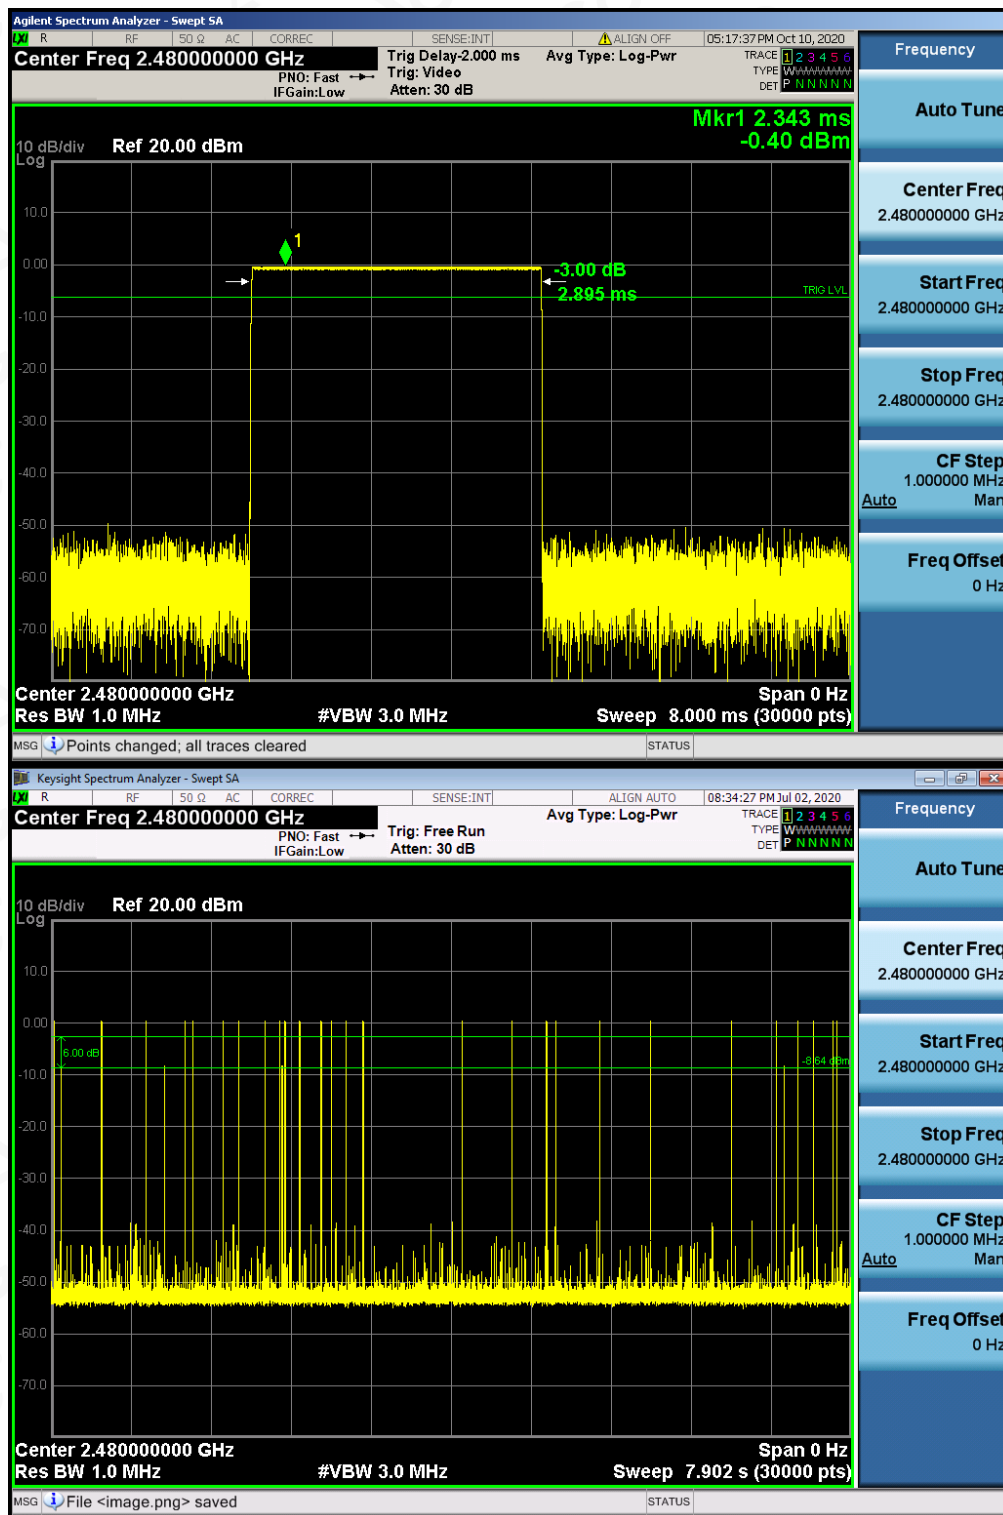 Agilent Spectrum Analyzer - Swept SA
LXI R RF 50 Ω AC CORREC SENSE:INT ALIGN OFF 05:17:37 PM Oct 10, 2020
Center Freq 2.480000000 GHz
PNO: Fast
IFGain:Low
Trig Delay-2.000 ms
Trig: Video
Atten: 30 dB
Avg Type: Log-Pwr
TRACE 1 2 3 4 5 6
TYPE WWWWWW
DET P N N N N N
Frequency
Auto Tune
Mkr1 2.343 ms
-0.40 dBm
10 dB/div Ref 20.00 dBm
Log
10.0
0.00
-10.0
-20.0
-30.0
-40.0
-50.0
-60.0
-70.0
1
-3.00 dB
2.895 ms
TRIG LVL
Center Freq
2.480000000 GHz
Start Freq
2.480000000 GHz
Stop Freq
2.480000000 GHz
CF Step
1.000000 MHz
Auto Man
Freq Offset
0 Hz
Center 2.480000000 GHz Span 0 Hz
Res BW 1.0 MHz #VBW 3.0 MHz Sweep 8.000 ms (30000 pts)
MSG Points changed; all traces cleared STATUS
Keysight Spectrum Analyzer - Swept SA
LXI R RF 50 Ω AC CORREC SENSE:INT ALIGN AUTO 08:34:27 PM Jul 02, 2020
Center Freq 2.480000000 GHz
PNO: Fast
IFGain:Low
Trig: Free Run
Atten: 30 dB
Avg Type: Log-Pwr
TRACE 1 2 3 4 5 6
TYPE WWWWWW
DET P N N N N N
Frequency
Auto Tune
10 dB/div Ref 20.00 dBm
Log
10.0
0.00
-10.0
-20.0
-30.0
-40.0
-50.0
-60.0
-70.0
6.00 dB
-8.64 dBm
Center Freq
2.480000000 GHz
Start Freq
2.480000000 GHz
Stop Freq
2.480000000 GHz
CF Step
1.000000 MHz
Auto Man
Freq Offset
0 Hz
Center 2.480000000 GHz Span 0 Hz
Res BW 1.0 MHz #VBW 3.0 MHz Sweep 7.902 s (30000 pts)
MSG File <image.png> saved STATUS